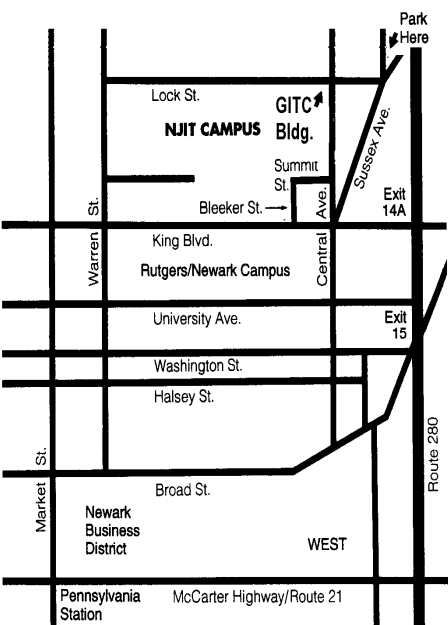 Park
Here
Lock St.
GITC
NJIT CAMPUS
Bldg.
Sussex Ave.
Summit
St.
Exit
14A
Bleeker St.
Warren St.
Central Ave.
King Blvd.
Rutgers/Newark Campus
University Ave.
Exit
15
Washington St.
Halsey St.
Market St.
Route 280
Broad St.
Newark
Business
District
WEST
Pennsylvania
Station
McCarter Highway/Route 21